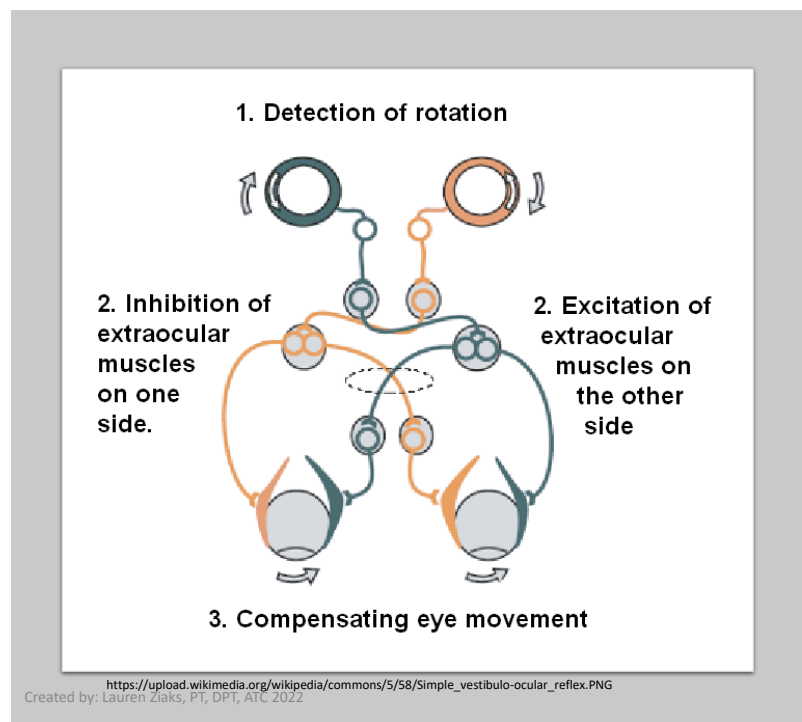 1. Detection of rotation
2. Inhibition of
extraocular
muscles
on one
side.
2. Excitation of
extraocular
muscles on
the other
side
3. Compensating eye movement
https://upload.wikimedia.org/wikipedia/commons/5/58/Simple_vestibulo-ocular_reflex.PNG
Created by: Lauren Ziaks, PT, DPT, ATC 2022